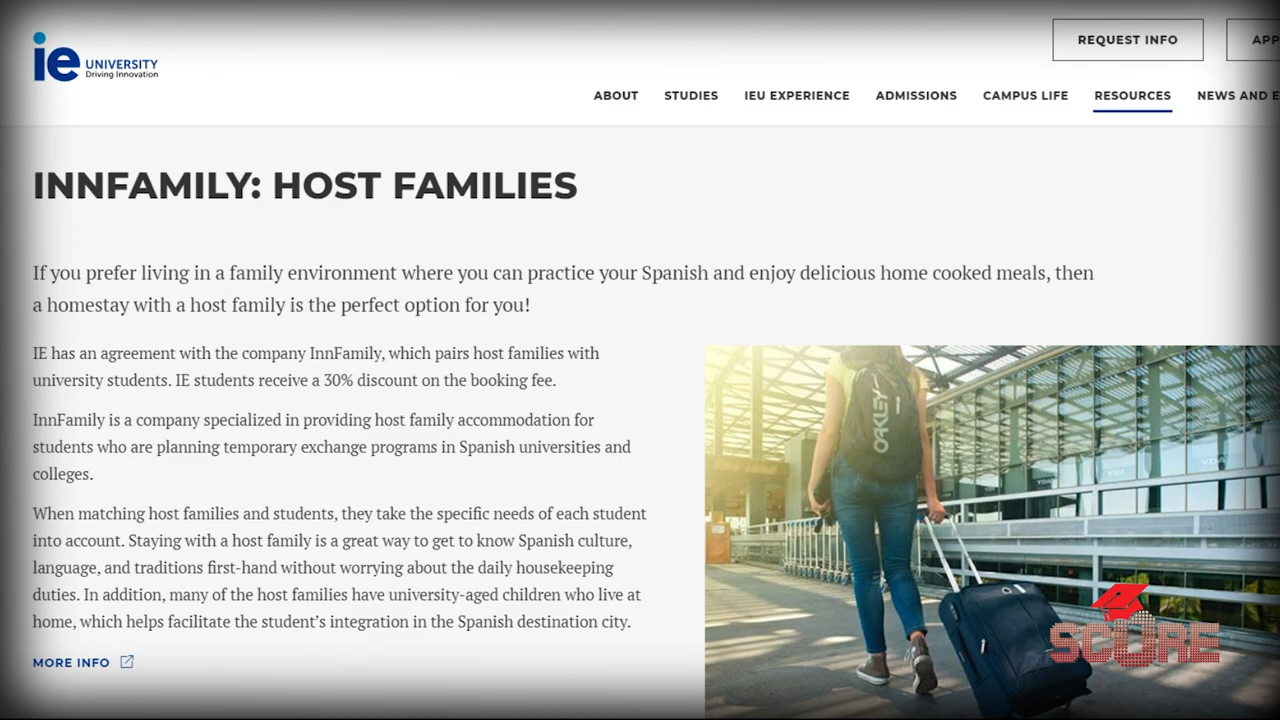 ie UNIVERSITY
Driving Innovation
REQUEST INFO
APP
ABOUT
STUDIES
IEU EXPERIENCE
ADMISSIONS
CAMPUS LIFE
RESOURCES
NEWS AND E
INNFAMILY: HOST FAMILIES
If you prefer living in a family environment where you can practice your Spanish and enjoy delicious home cooked meals, then
a homestay with a host family is the perfect option for you!
IE has an agreement with the company InnFamily, which pairs host families with
university students. IE students receive a 30% discount on the booking fee.
InnFamily is a company specialized in providing host family accommodation for
students who are planning temporary exchange programs in Spanish universities and
colleges.
When matching host families and students, they take the specific needs of each student
into account. Staying with a host family is a great way to get to know Spanish culture,
language, and traditions first-hand without worrying about the daily housekeeping
duties. In addition, many of the host families have university-aged children who live at
home, which helps facilitate the student's integration in the Spanish destination city.
MORE INFO
OAKLEY
SCORE